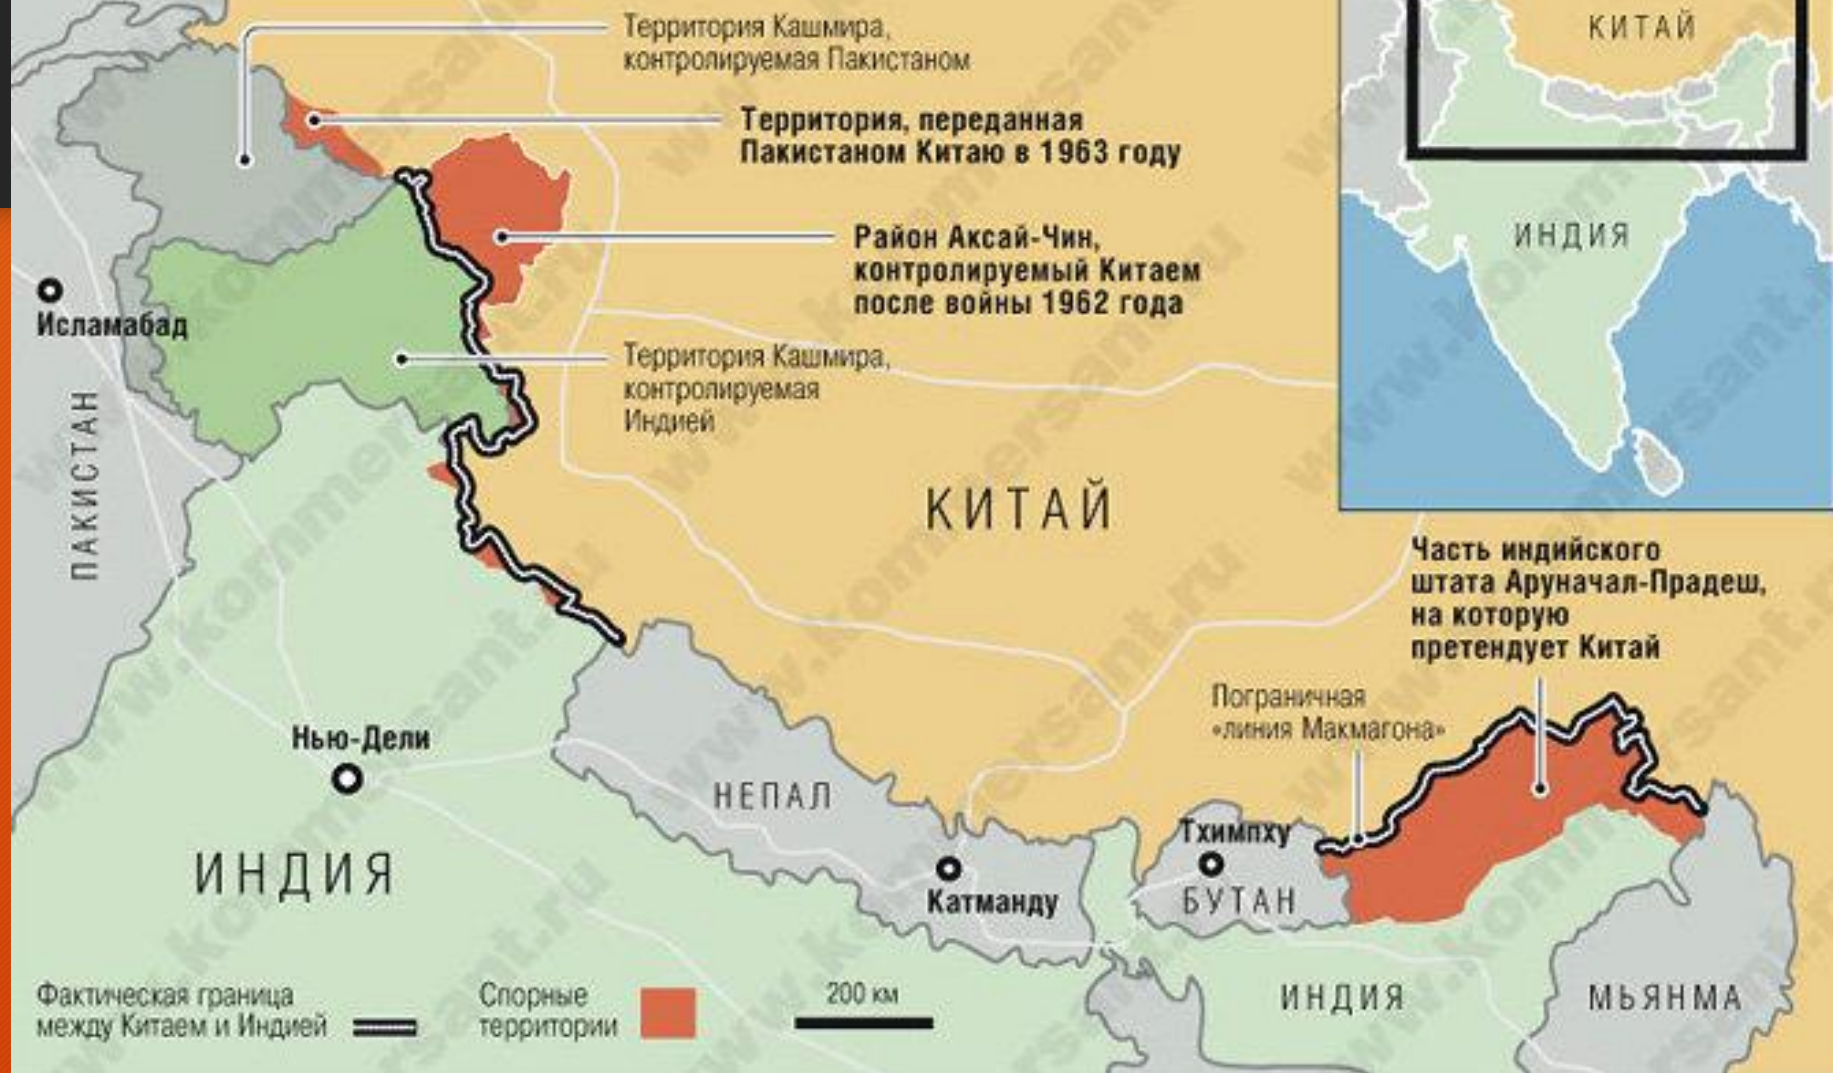 Территория Кашмира,
контролируемая Пакистаном
Территория, переданная
Пакистаном Китаю в 1963 году
Район Аксай-Чин,
контролируемый Китаем
после войны 1962 года
Территория Кашмира,
контролируемая
Индией
КИТАЙ
ИНДИЯ
Исламабад
ПАКИСТАН
КИТАЙ
Часть индийского
штата Аруначал-Прадеш,
на которую
претендует Китай
Пограничная
«линия Макмагона»
Нью-Дели
ИНДИЯ
НЕПАЛ
Катманду
Тхимпху
БУТАН
ИНДИЯ
МЬЯНМА
Фактическая граница
между Китаем и Индией
Спорные
территории
200 км
www.kommersant.ru